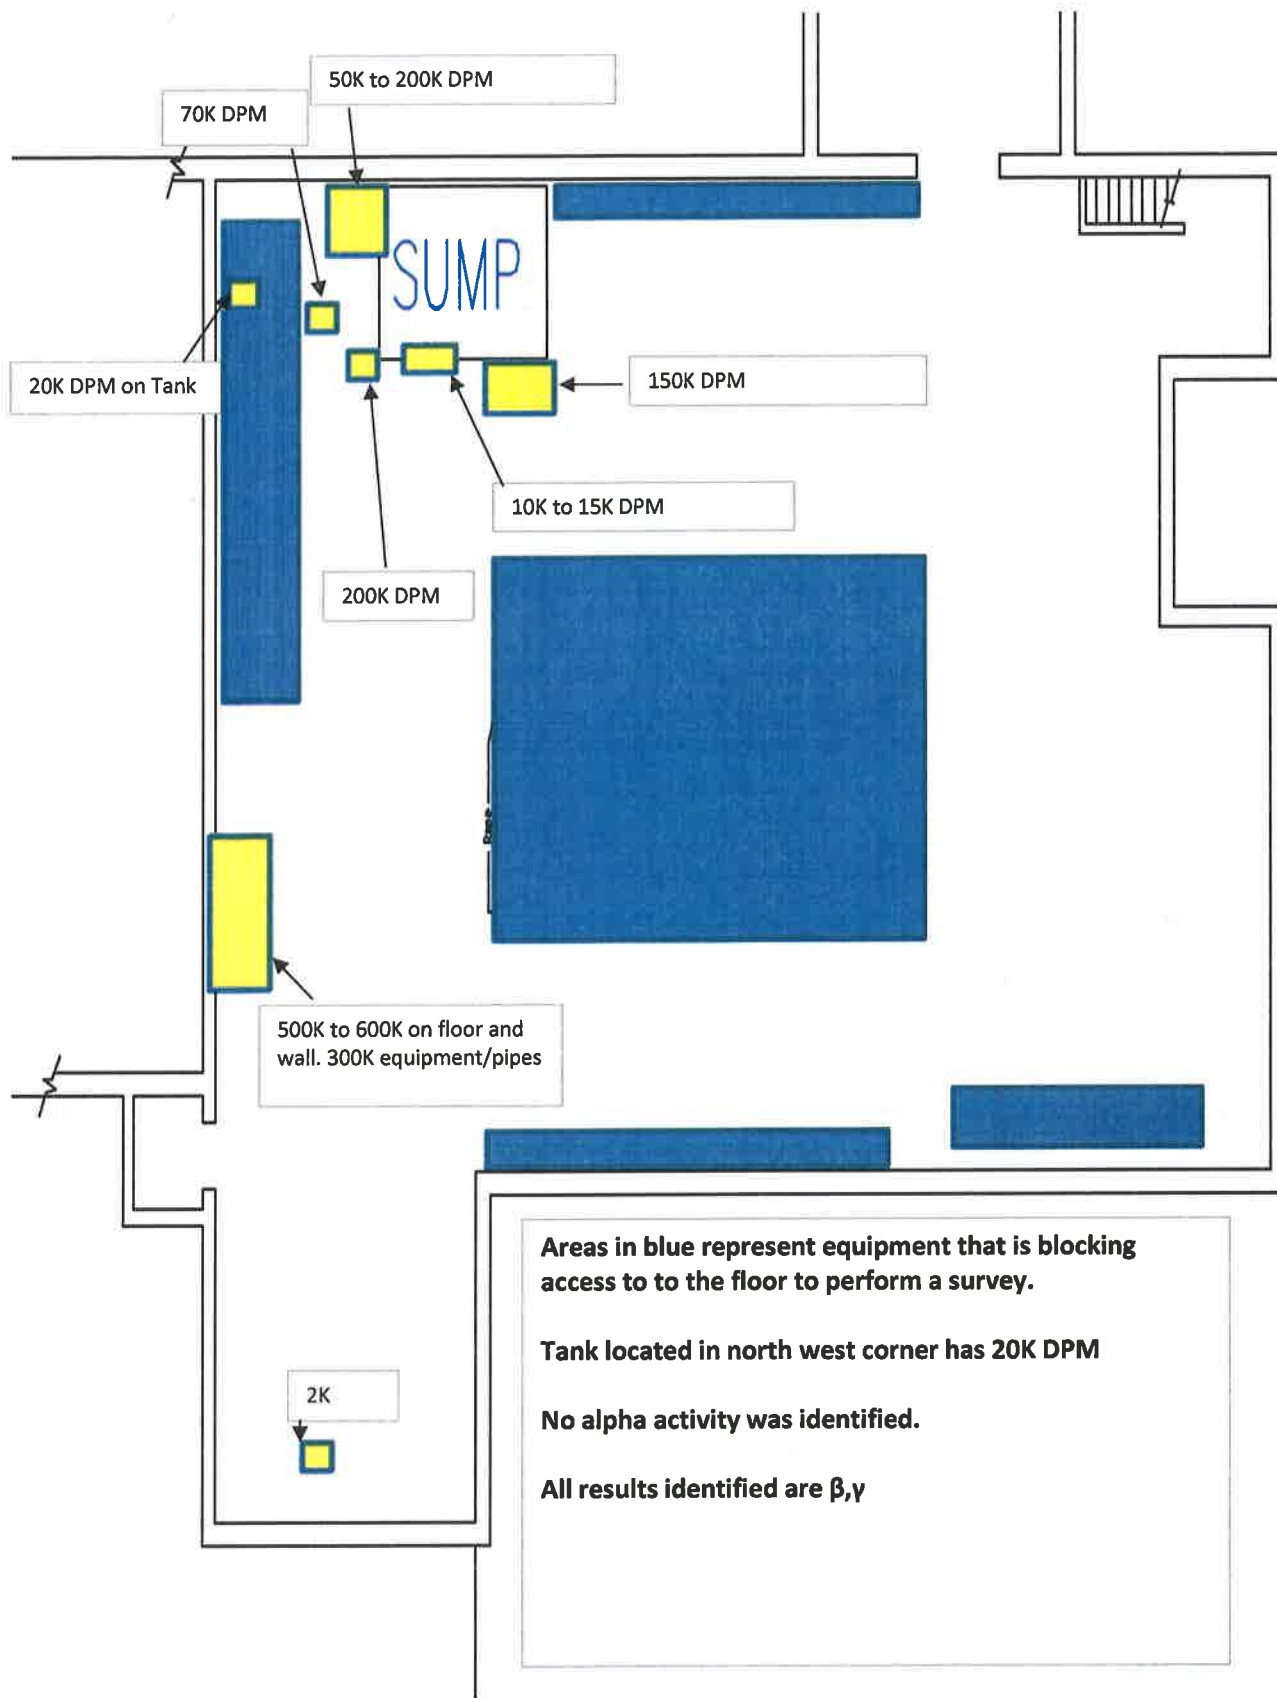 50K to 200K DPM
70K DPM
SUMP
20K DPM on Tank
150K DPM
10K to 15K DPM
200K DPM
Ramp
500K to 600K on floor and
wall. 300K equipment/pipes
Areas in blue represent equipment that is blocking
access to to the floor to perform a survey.
Tank located in north west corner has 20K DPM
No alpha activity was identified.
All results identified are β,γ
2K